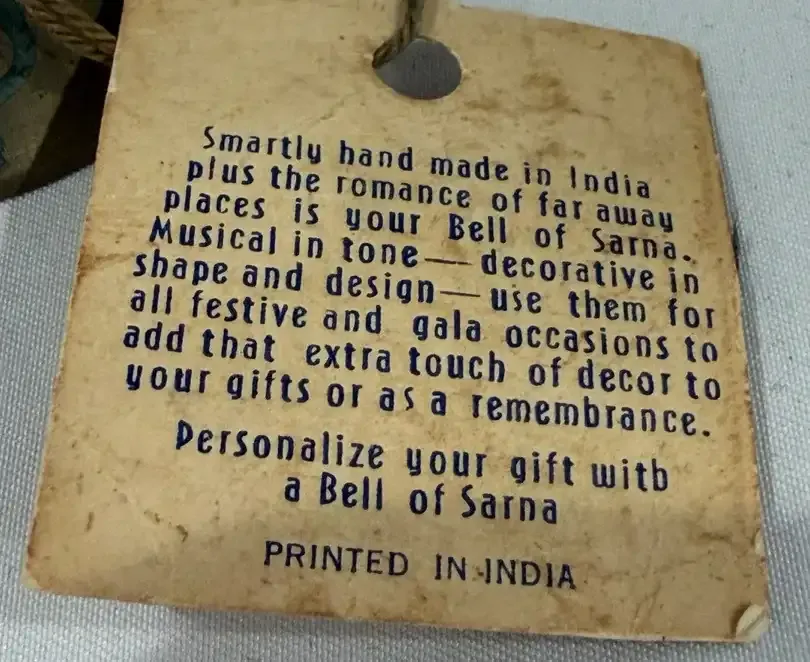 Smartly hand made in India
plus the romance of far away
places is your Bell of Sarna.
Musical in tone — decorative in
shape and design — use them for
all festive and gala occasions to
add that extra touch of decor to
your gifts or as a remembrance.
Personalize your gift with
a Bell of Sarna
PRINTED IN INDIA